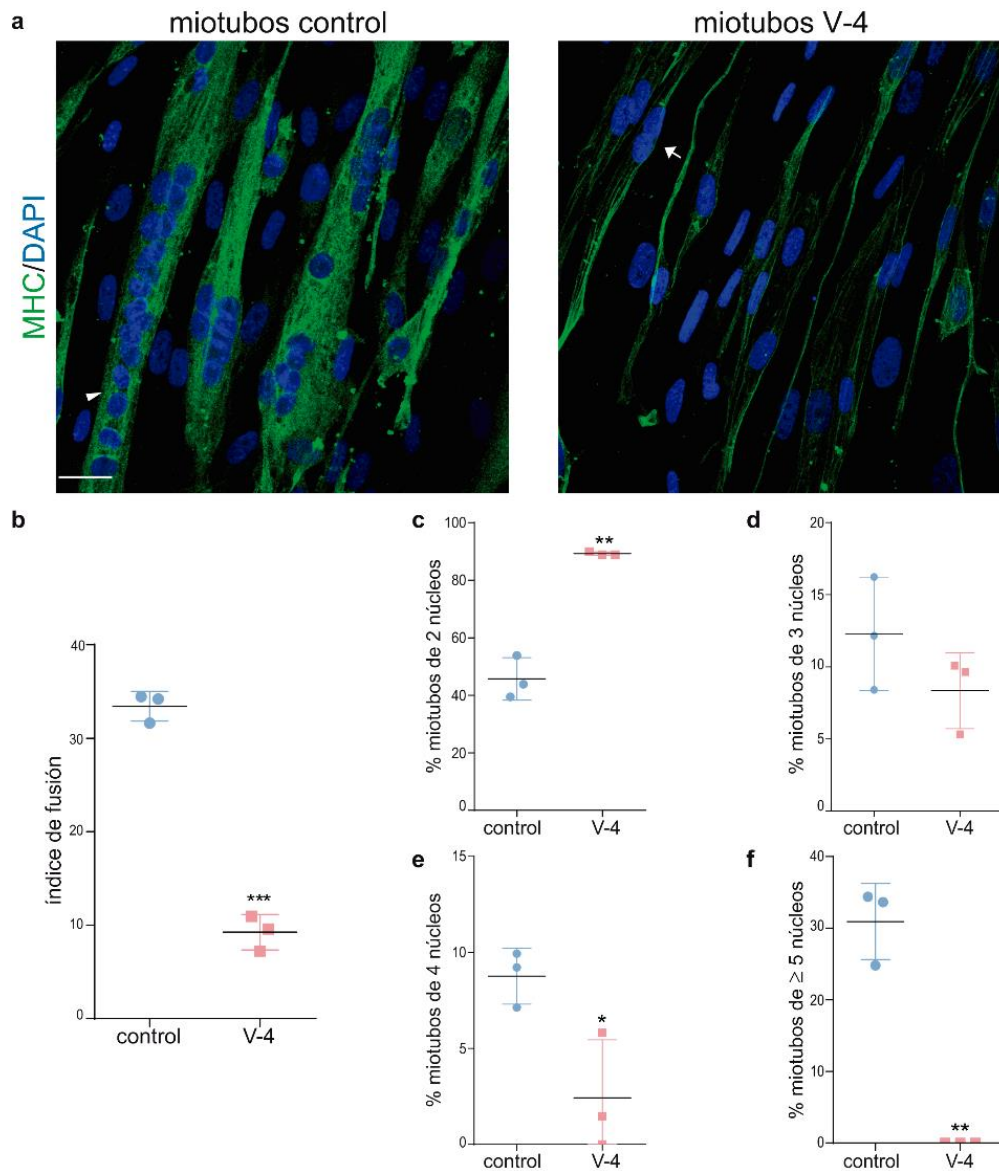 a
miotubos control
miotubos V-4
MHC/DAPI
b
índice de fusión
40
30
20
10
0
***
control
V-4
c
% miotubos de 2 núcleos
100
80
60
40
20
0
**
control
V-4
d
% miotubos de 3 núcleos
20
15
10
5
0
control
V-4
e
% miotubos de 4 núcleos
15
10
5
0
*
control
V-4
f
% miotubos de ≥ 5 núcleos
40
30
20
10
0
**
control
V-4